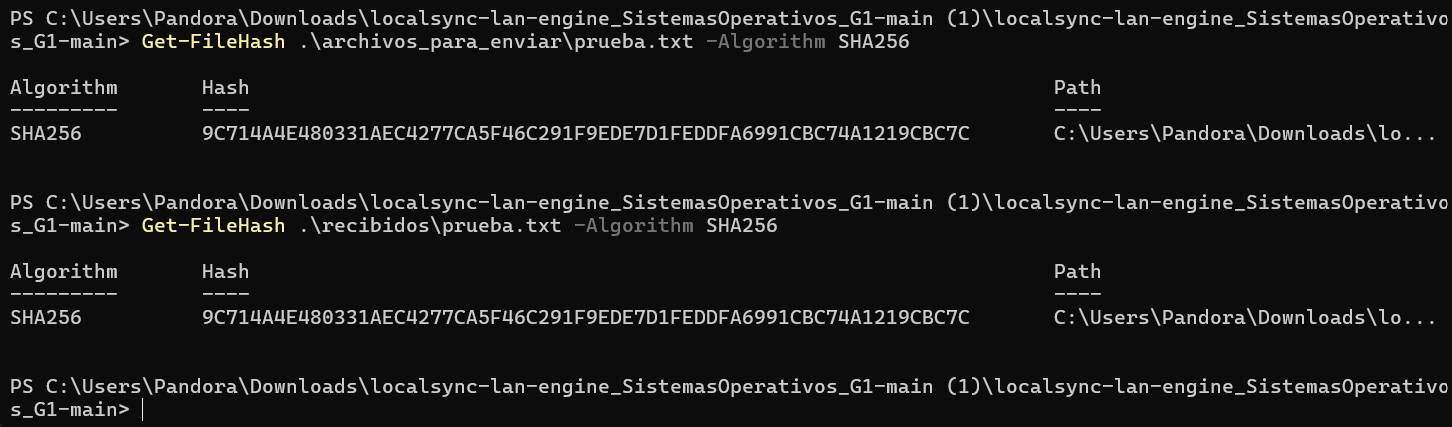 PS C:\Users\Pandora\Downloads\localsync-lan-engine_SistemasOperativos_G1-main (1)\localsync-lan-engine_SistemasOperativo
s_G1-main> Get-FileHash .\archivos_para_enviar\prueba.txt -Algorithm SHA256
Algorithm Hash Path
--------- ---- ----
SHA256 9C714A4E480331AEC4277CA5F46C291F9EDE7D1FEDDFA6991CBC74A1219CBC7C C:\Users\Pandora\Downloads\lo...
PS C:\Users\Pandora\Downloads\localsync-lan-engine_SistemasOperativos_G1-main (1)\localsync-lan-engine_SistemasOperativo
s_G1-main> Get-FileHash .\recibidos\prueba.txt -Algorithm SHA256
Algorithm Hash Path
--------- ---- ----
SHA256 9C714A4E480331AEC4277CA5F46C291F9EDE7D1FEDDFA6991CBC74A1219CBC7C C:\Users\Pandora\Downloads\lo...
PS C:\Users\Pandora\Downloads\localsync-lan-engine_SistemasOperativos_G1-main (1)\localsync-lan-engine_SistemasOperativo
s_G1-main>